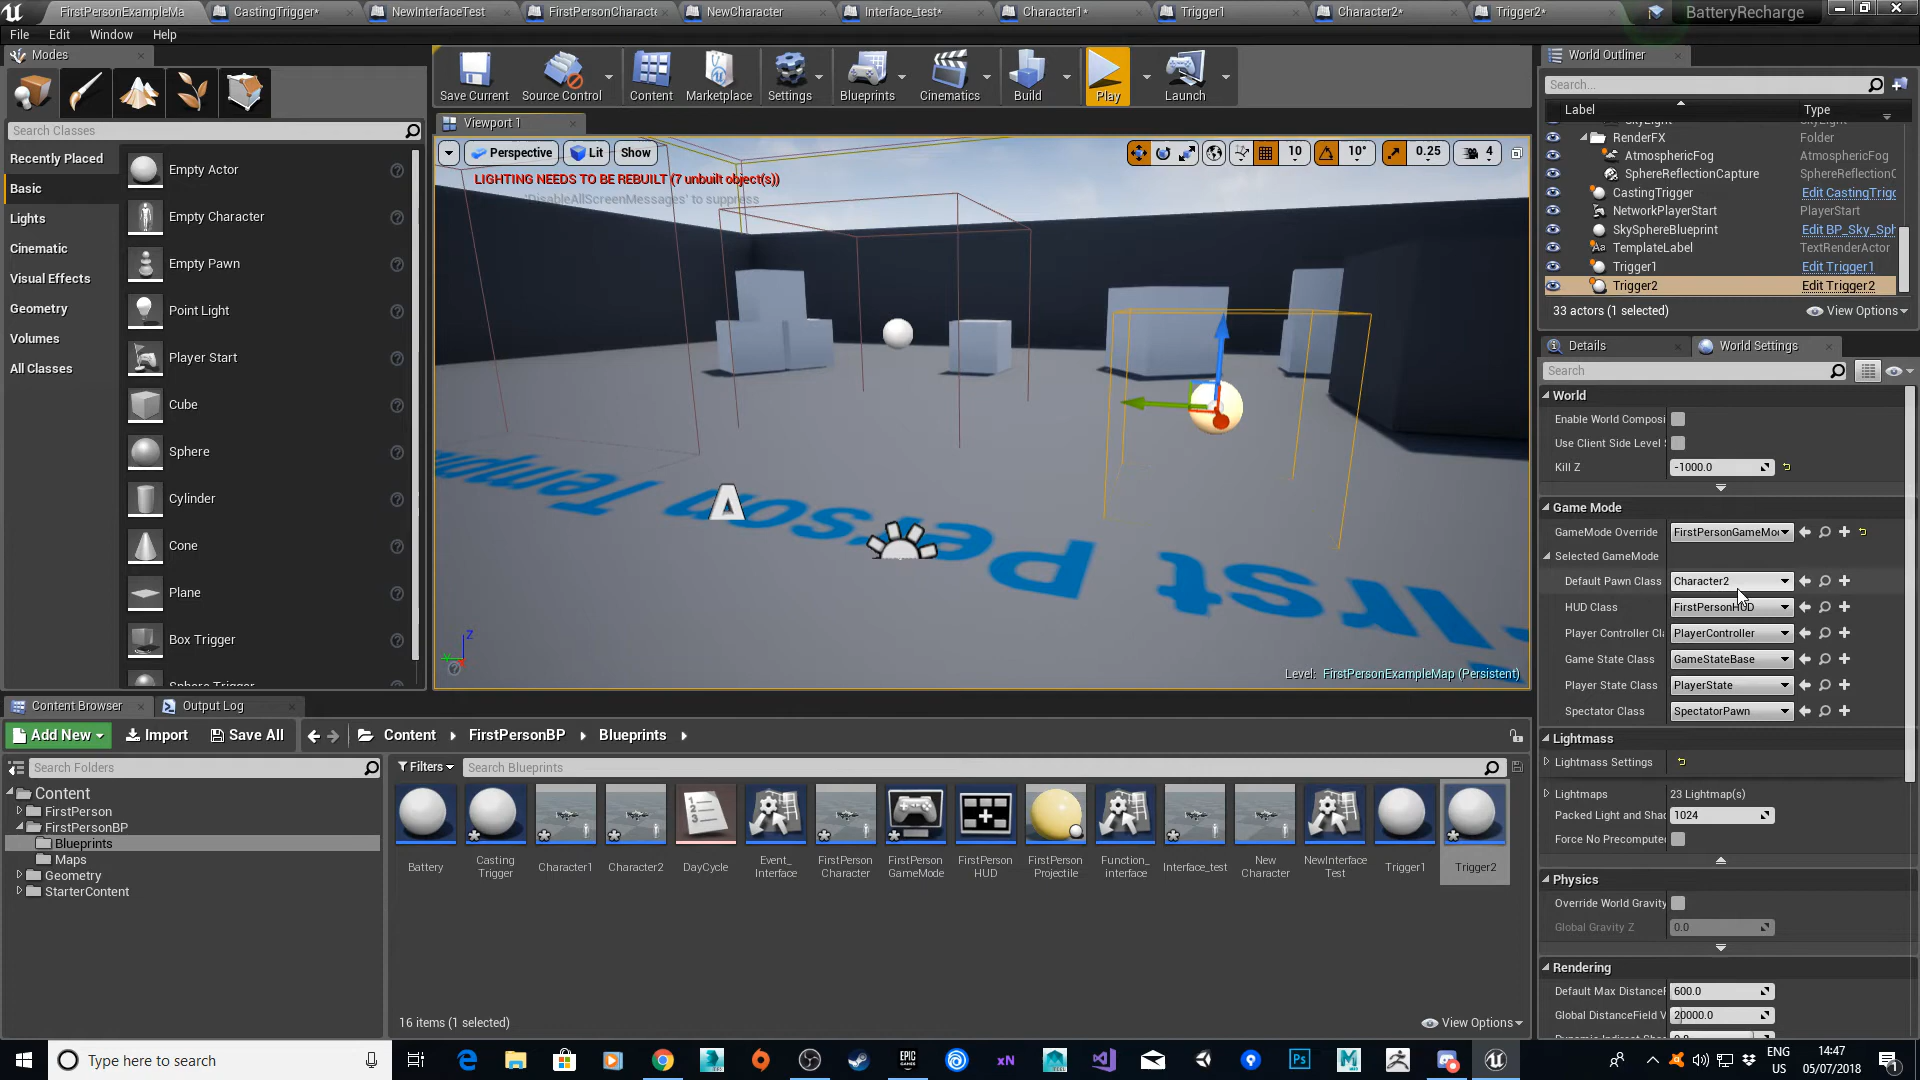 FirstPersonExampleMa
CastingTrigger*
NewInterfaceTest
FirstPersonCharacte
NewCharacter
Interface_test*
Character1*
Trigger1
Character2*
Trigger2*
BatteryRecharge
File
Edit
Window
Help
Modes
Search Classes
Recently Placed
Basic
Lights
Cinematic
Visual Effects
Geometry
Volumes
All Classes
Empty Actor
Empty Character
Empty Pawn
Point Light
Player Start
Cube
Sphere
Cylinder
Cone
Plane
Box Trigger
Sphere Trigger
Save Current
Source Control
Content
Marketplace
Settings
Blueprints
Cinematics
Build
Play
Launch
Viewport 1
Perspective
Lit
Show
10
10°
0.25
4
LIGHTING NEEDS TO BE REBUILT (7 unbuilt object(s))
'DisableAllScreenMessages' to suppress
First Person Templ
Z
Level: FirstPersonExampleMap (Persistent)
World Outliner
Search...
Label
Type
SkyLight
RenderFX
Folder
AtmosphericFog
AtmosphericFog
SphereReflectionCapture
SphereReflectionC
CastingTrigger
Edit CastingTrigg
NetworkPlayerStart
PlayerStart
SkySphereBlueprint
Edit BP_Sky_Sph
TemplateLabel
TextRenderActor
Trigger1
Edit Trigger1
Trigger2
Edit Trigger2
33 actors (1 selected)
View Options
Details
World Settings
Search
World
Enable World Composi
Use Client Side Level S
Kill Z
-1000.0
Game Mode
GameMode Override
FirstPersonGameMod
Selected GameMode
Default Pawn Class
Character2
HUD Class
FirstPersonHUD
Player Controller Cl
PlayerController
Game State Class
GameStateBase
Player State Class
PlayerState
Spectator Class
SpectatorPawn
Lightmass
Lightmass Settings
Lightmaps
23 Lightmap(s)
Packed Light and Shad
1024
Force No Precomputed
Physics
Override World Gravity
Global Gravity Z
0.0
Rendering
Default Max DistanceF
600.0
Global DistanceField V
20000.0
Content Browser
Output Log
Add New
Import
Save All
Content
FirstPersonBP
Blueprints
Search Folders
Filters
Search Blueprints
Content
FirstPerson
FirstPersonBP
Blueprints
Maps
Geometry
StarterContent
Battery
Casting
Trigger
Character1
Character2
DayCycle
Event_
Interface
FirstPerson
Character
FirstPerson
GameMode
FirstPerson
HUD
FirstPerson
Projectile
Function_
interface
Interface_test
New
Character
NewInterface
Test
Trigger1
Trigger2
16 items (1 selected)
View Options
Type here to search
ENG
US
14:47
05/07/2018